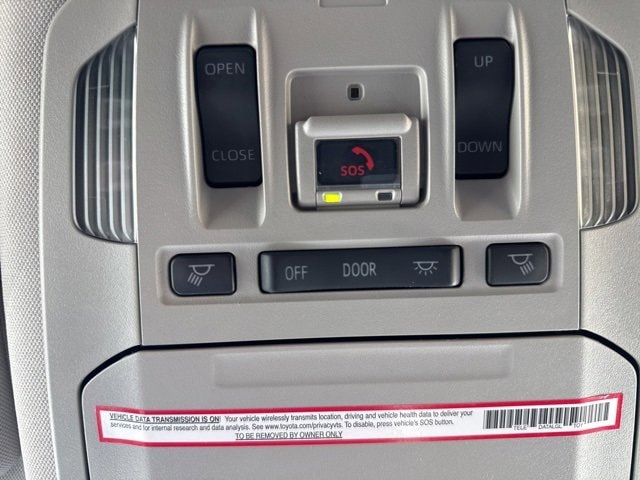 OPEN UP
CLOSE SOS DOWN
OFF DOOR
VEHICLE DATA TRANSMISSION IS ON! Your vehicle wirelessly transmits location, driving and vehicle health data to deliver your
services and for internal research and data analysis. See www.toyota.com/privacyvts. To disable, press vehicle's SOS button.
TO BE REMOVED BY OWNER ONLY
TELE DATALGL